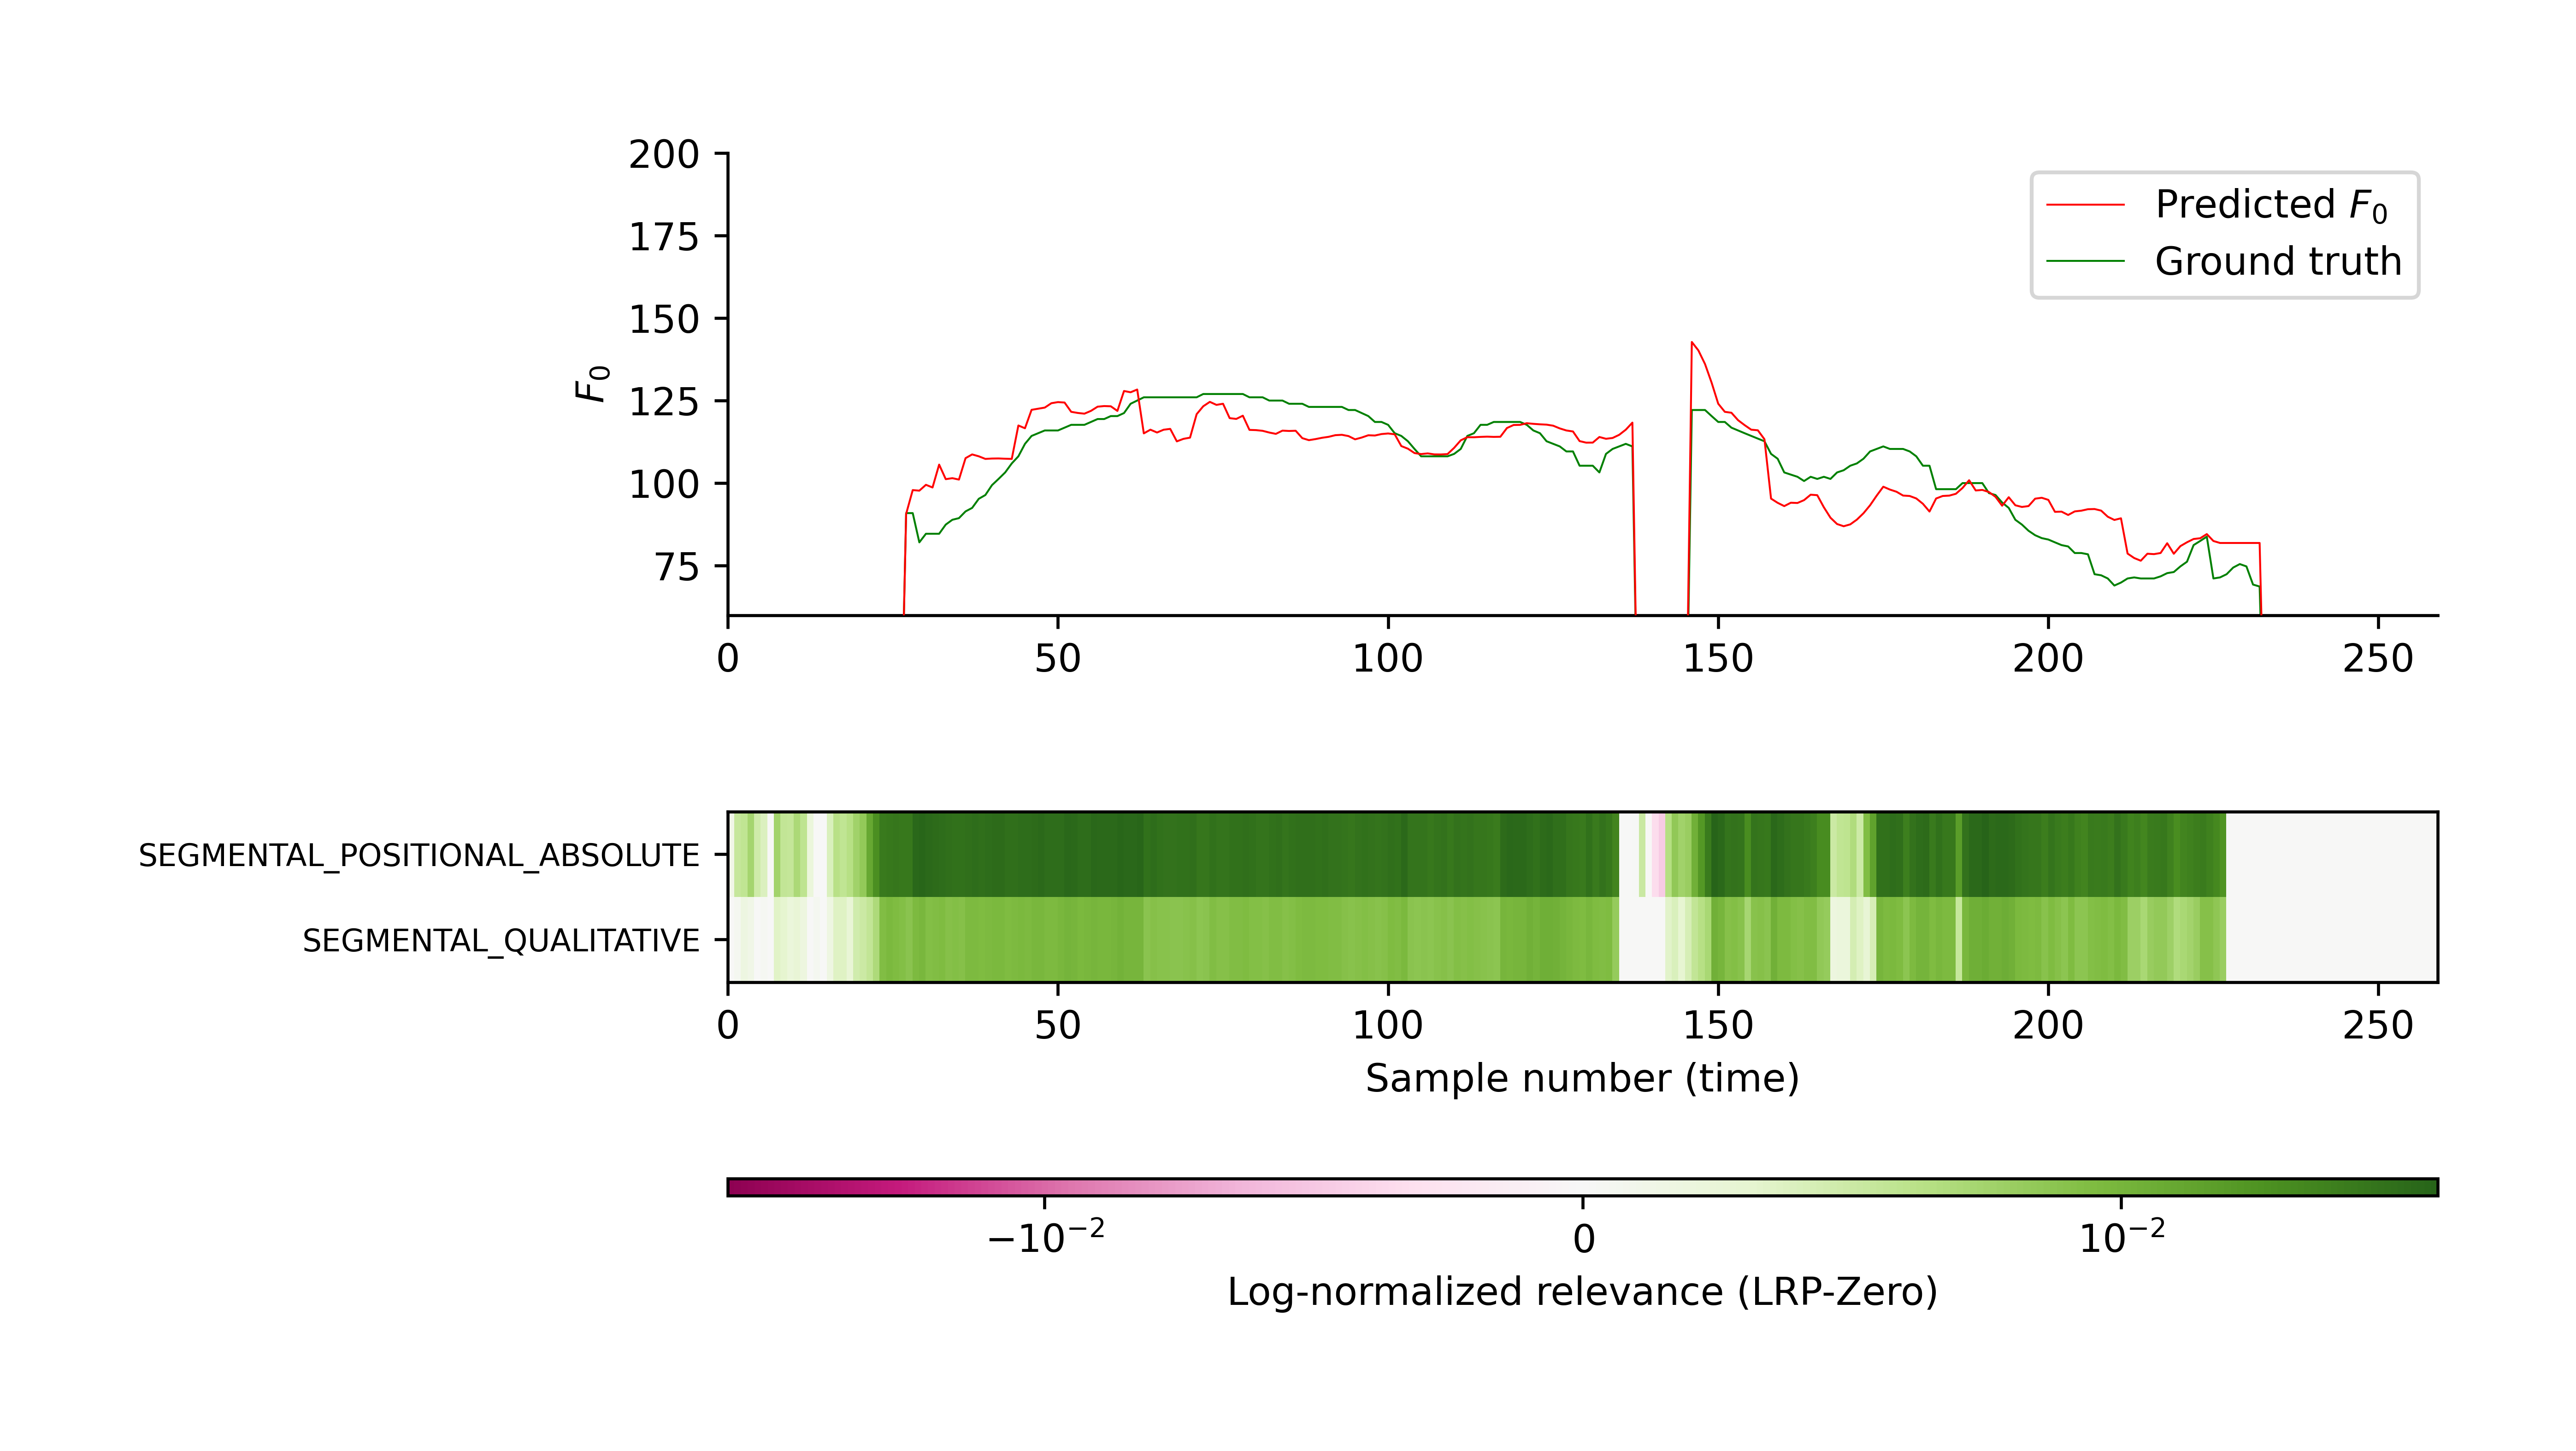 200
175
150
125
100
75
F₀
Predicted F₀
Ground truth
0 50 100 150 200 250
SEGMENTAL_POSITIONAL_ABSOLUTE
SEGMENTAL_QUALITATIVE
0 50 100 150 200 250
Sample number (time)
−10⁻² 0 10⁻²
Log-normalized relevance (LRP-Zero)